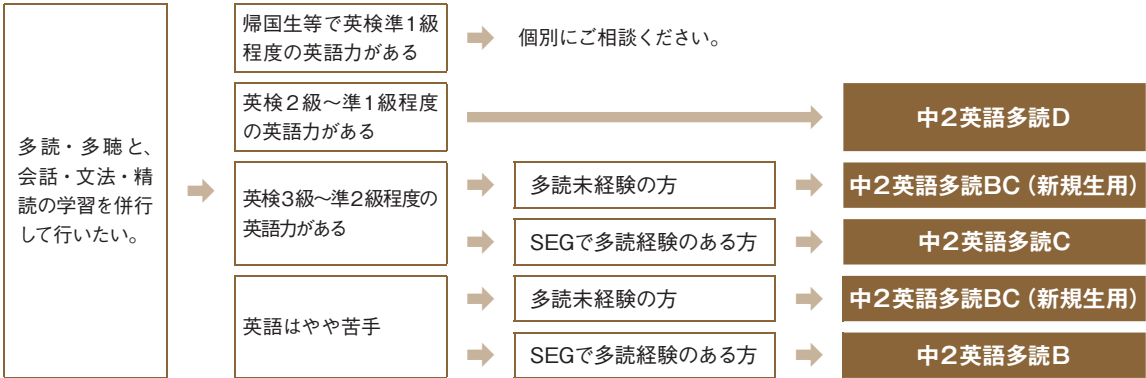 多読・多聴と、
会話・文法・精
読の学習を併行
して行いたい。
帰国生等で英検準1級
程度の英語力がある
個別にご相談ください。
英検2級〜準1級程度
の英語力がある
中2英語多読D
英検3級〜準2級程度の
英語力がある
多読未経験の方
中2英語多読BC（新規生用）
SEGで多読経験のある方
中2英語多読C
英語はやや苦手
多読未経験の方
中2英語多読BC（新規生用）
SEGで多読経験のある方
中2英語多読B